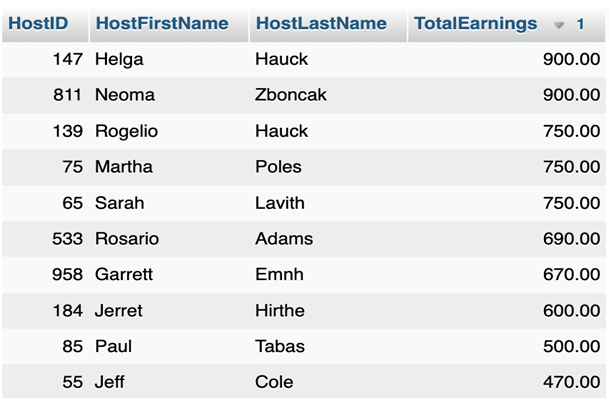 HostID HostFirstName HostLastName TotalEarnings 1
147 Helga Hauck 900.00
811 Neoma Zboncak 900.00
139 Rogelio Hauck 750.00
75 Martha Poles 750.00
65 Sarah Lavith 750.00
533 Rosario Adams 690.00
958 Garrett Emnh 670.00
184 Jerret Hirthe 600.00
85 Paul Tabas 500.00
55 Jeff Cole 470.00